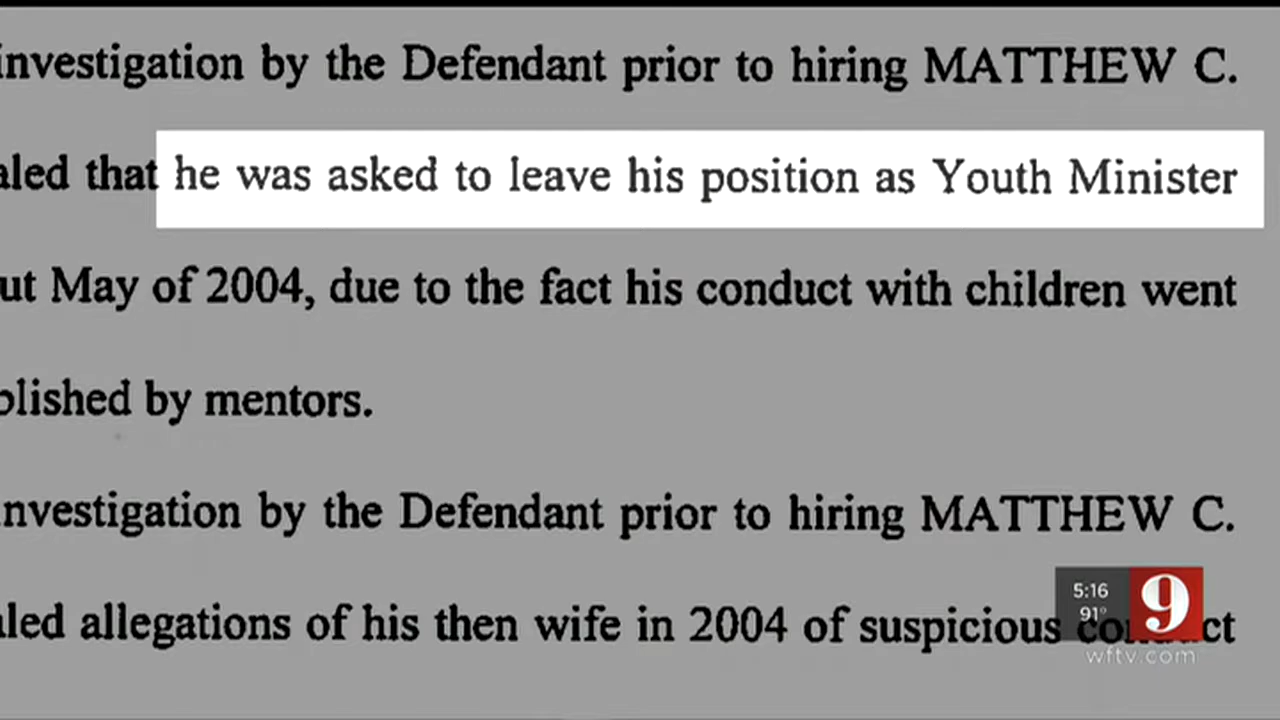 investigation by the Defendant prior to hiring MATTHEW C.
aled that he was asked to leave his position as Youth Minister
ut May of 2004, due to the fact his conduct with children went
blished by mentors.
nvestigation by the Defendant prior to hiring MATTHEW C.
aled allegations of his then wife in 2004 of suspicious conduct
5:16
91°
9
wftv.com